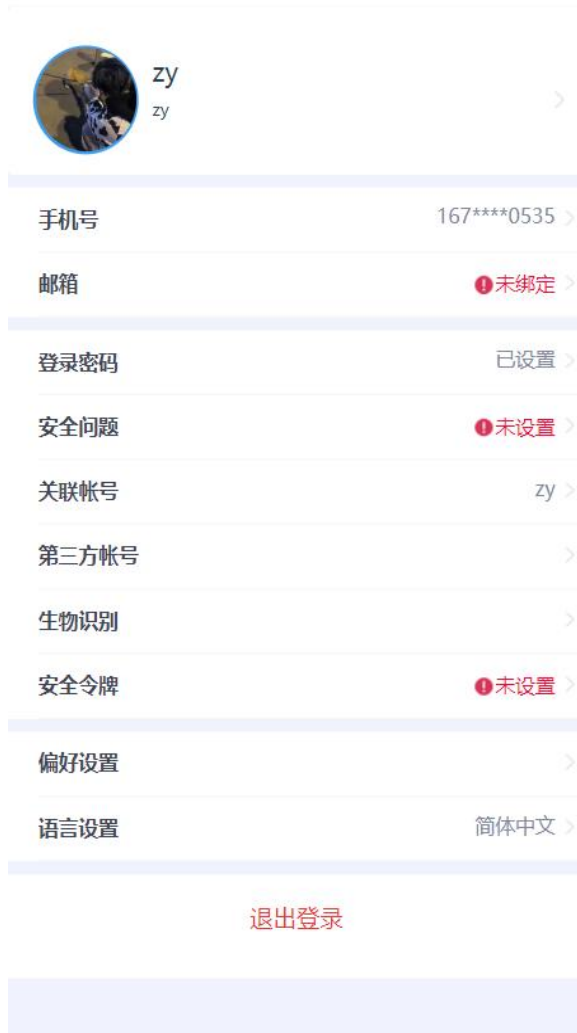 zy
zy
手机号 167****0535
邮箱 未绑定
登录密码 已设置
安全问题 未设置
关联帐号 zy
第三方帐号
生物识别
安全令牌 未设置
偏好设置
语言设置 简体中文
退出登录